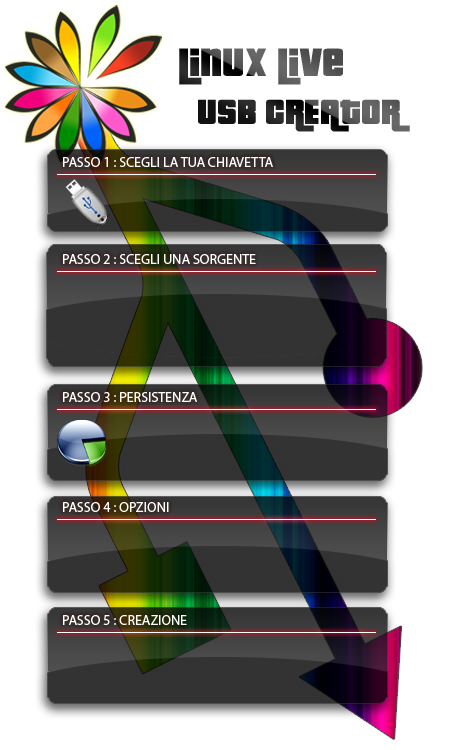 Linux Live
USB CREATOR
PASSO 1 : SCEGLI LA TUA CHIAVETTA
PASSO 2 : SCEGLI UNA SORGENTE
PASSO 3 : PERSISTENZA
PASSO 4 : OPZIONI
PASSO 5 : CREAZIONE